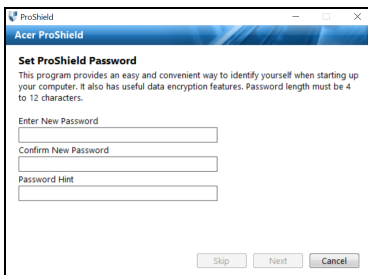 ProShield
Acer ProShield
Set ProShield Password
This program provides an easy and convenient way to identify yourself when starting up
your computer. It also has useful data encryption features. Password length must be 4
to 12 characters.
Enter New Password
Confirm New Password
Password Hint
Skip Next Cancel